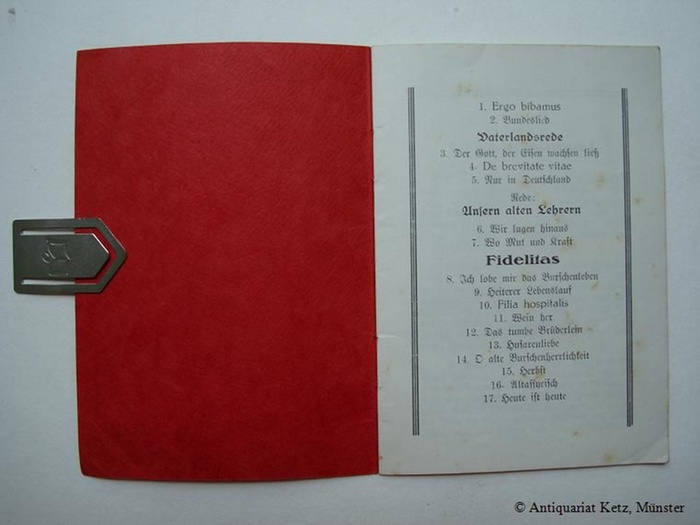 1. Ergo bibamus
2. Bundeslied
Vaterlandsrede
3. Der Gott, der Eisen wachsen ließ
4. De brevitate vitae
5. Nur in Deutschland
Rede:
Unsern alten Lehrern
6. Wir lugen hinaus
7. Wo Mut und Kraft
Fidelitas
8. Ich lobe mir das Burschenleben
9. Heiterer Lebenslauf
10. Filia hospitalis
11. Wein her
12. Das tumbe Brüderlein
13. Husarenliebe
14. O alte Burschenherrlichkeit
15. Herbst
16. Altassyrisch
17. Heute ist heute
© Antiquariat Ketz, Münster